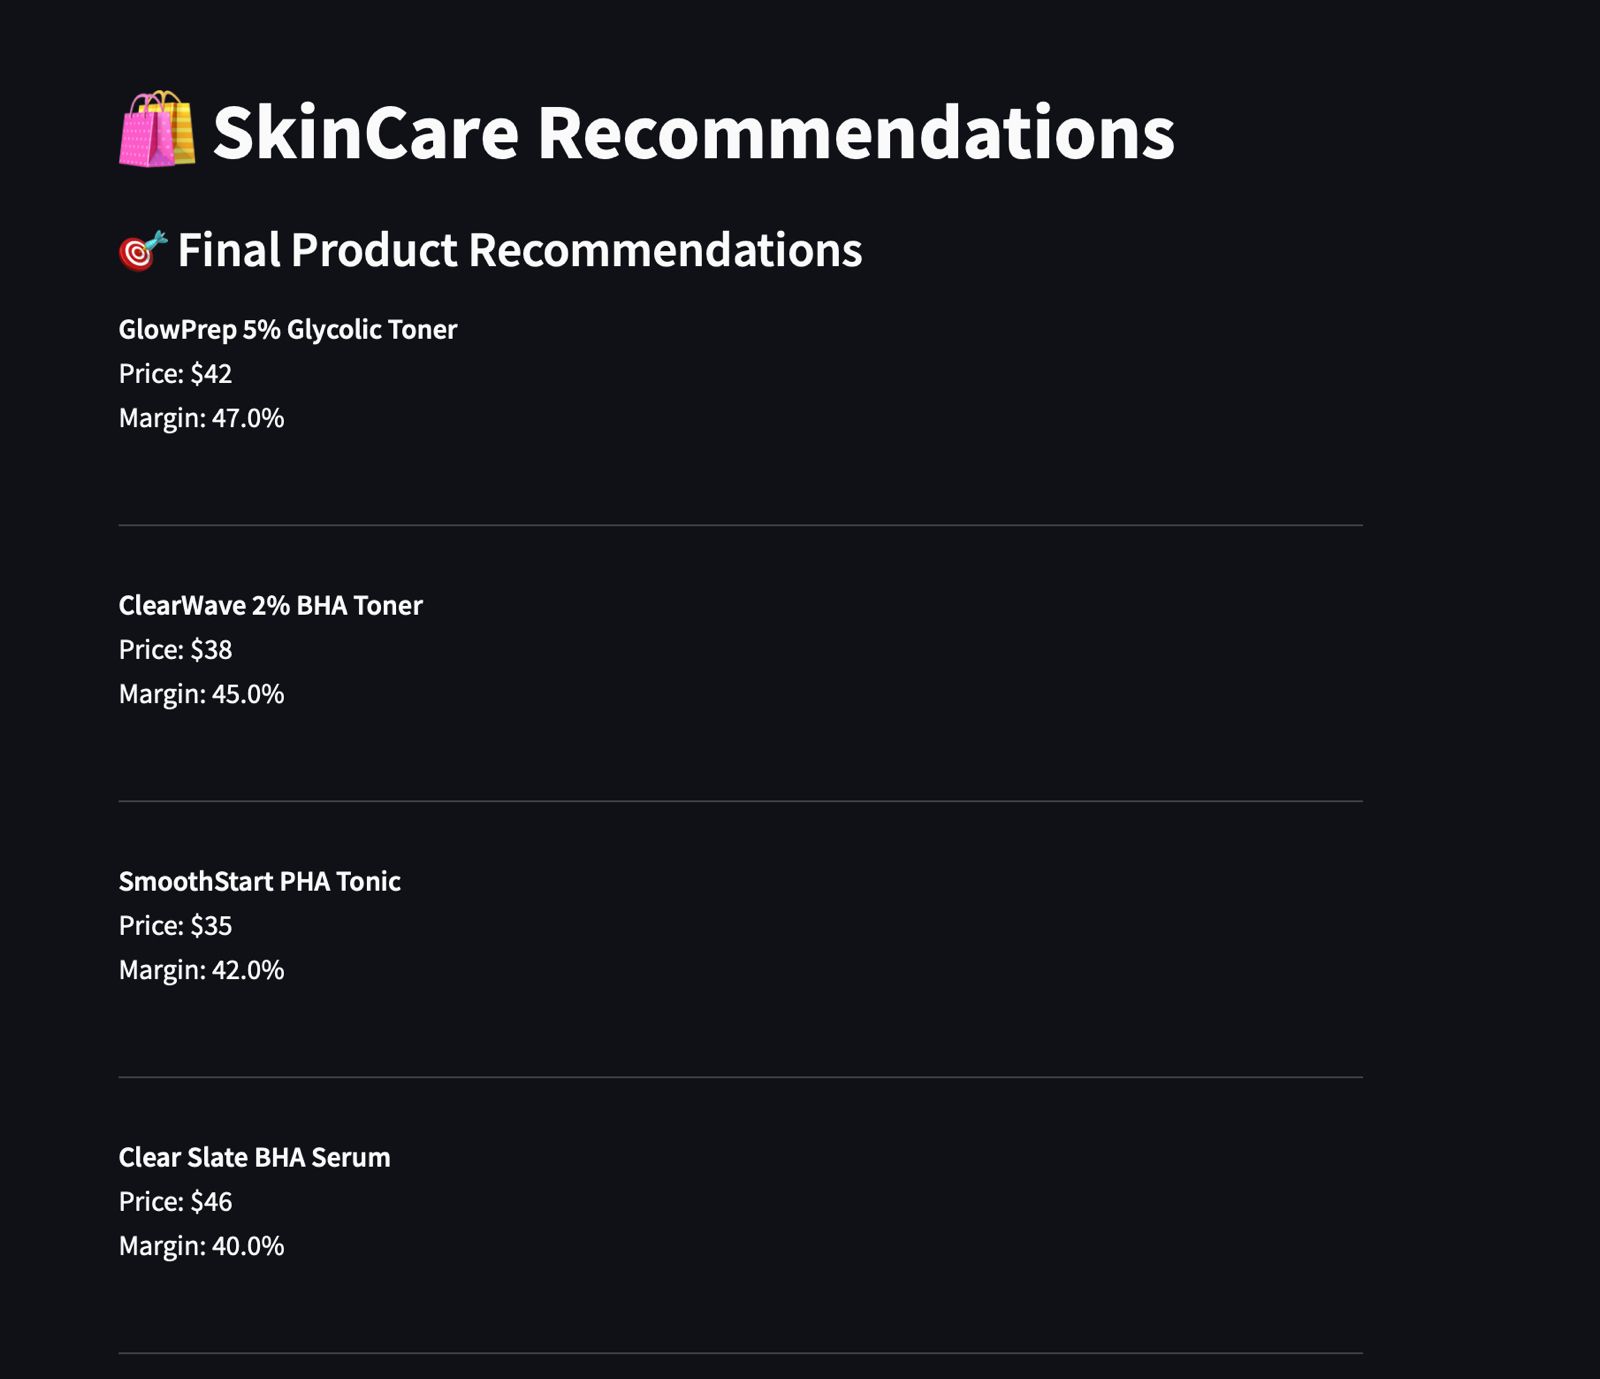 SkinCare Recommendations
Final Product Recommendations
GlowPrep 5% Glycolic Toner
Price: $42
Margin: 47.0%
ClearWave 2% BHA Toner
Price: $38
Margin: 45.0%
SmoothStart PHA Tonic
Price: $35
Margin: 42.0%
Clear Slate BHA Serum
Price: $46
Margin: 40.0%